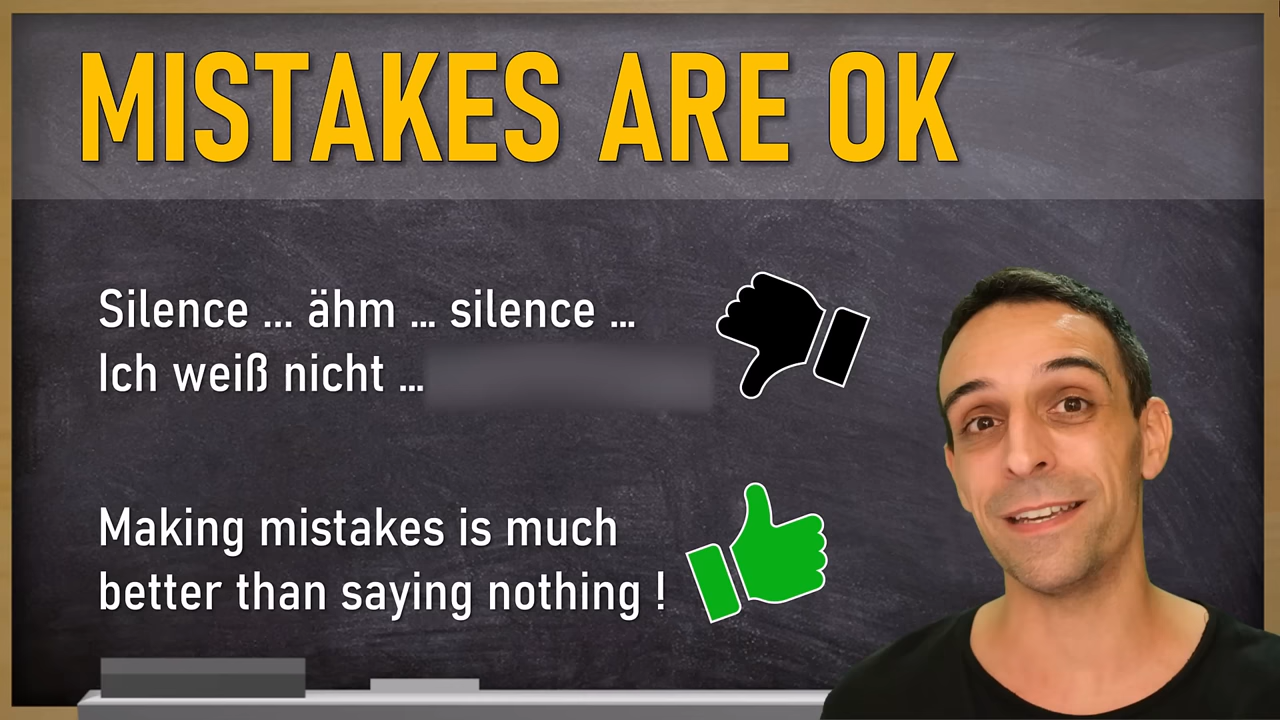 MISTAKES ARE OK
Silence ... ähm ... silence ...
Ich weiß nicht ...
Making mistakes is much
better than saying nothing !